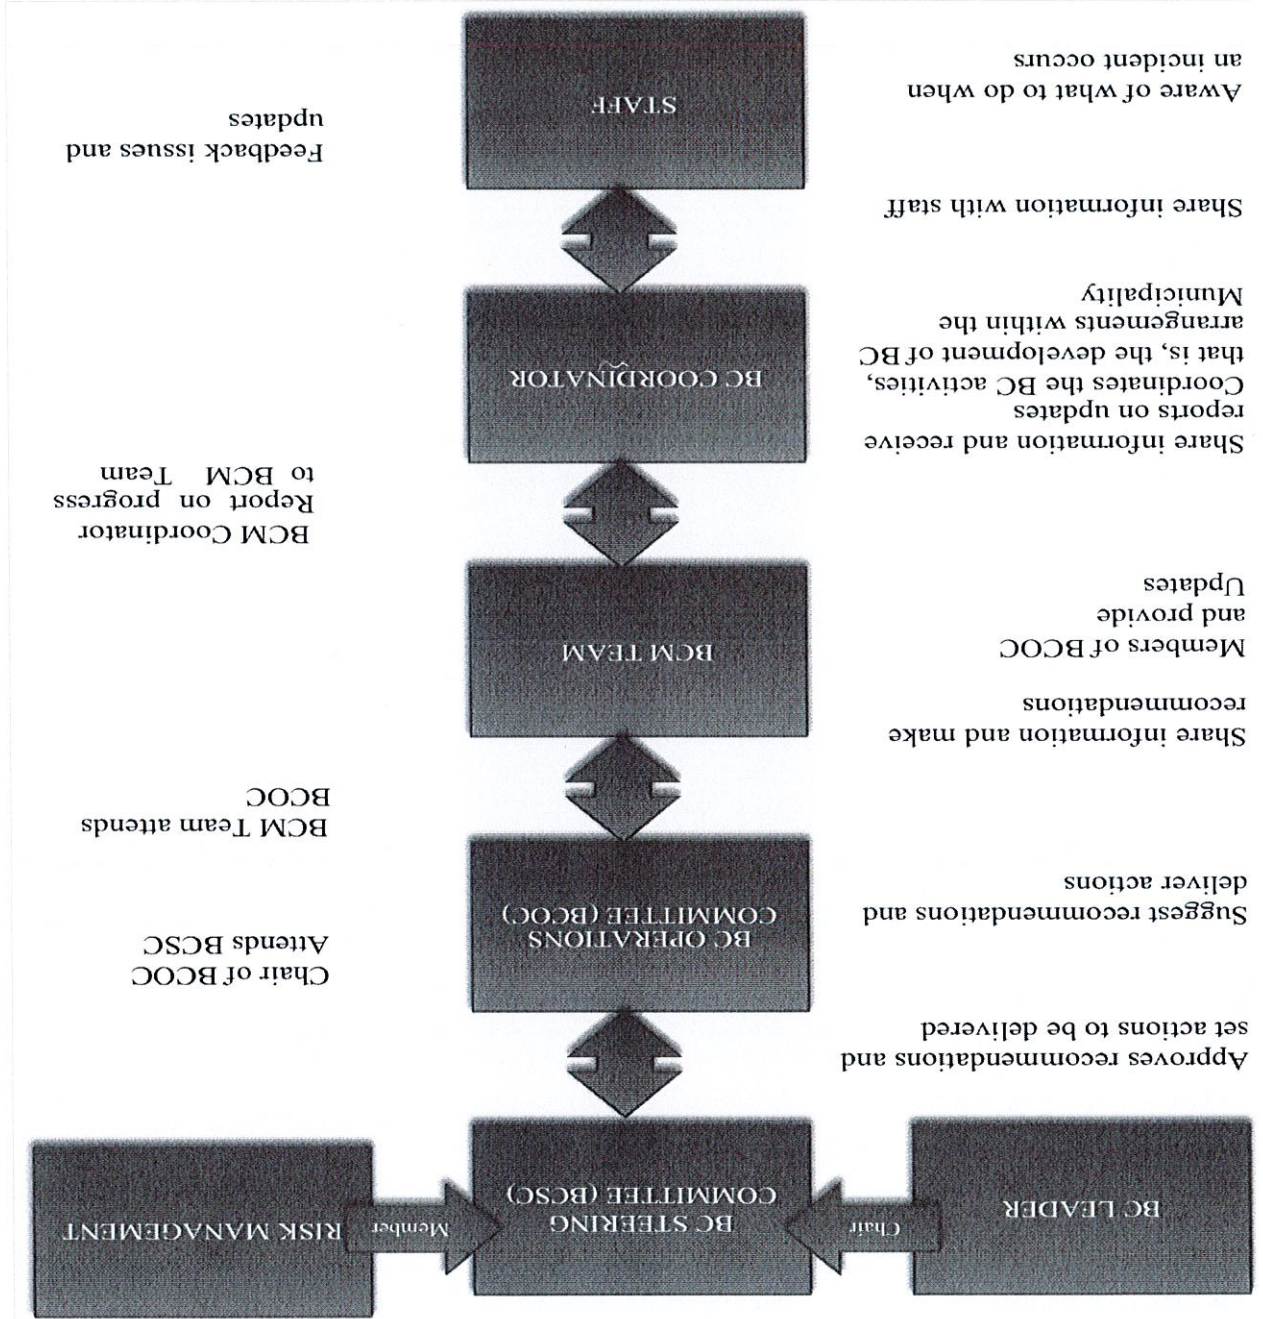 BC LEADER
Chair
BC STEERING
COMMITTEE (BCSC)
Member
RISK MANAGEMENT
Approves recommendations and
set actions to be delivered
Chair of BCOC
Attends BCSC
BC OPERATIONS
COMMITTEE (BCOC)
Suggest recommendations and
deliver actions
BCM Team attends
BCOC
Share information and make
recommendations
BCM TEAM
Members of BCOC
and provide
Updates
BCM Coordinator
Report on progress
to BCM Team
Share information and receive
reports on updates
Coordinates the BC activities,
that is, the development of BC
arrangements within the
Municipality
BC COORDINATOR
Share information with staff
Feedback issues and
updates
STAFF
Aware of what to do when
an incident occurs